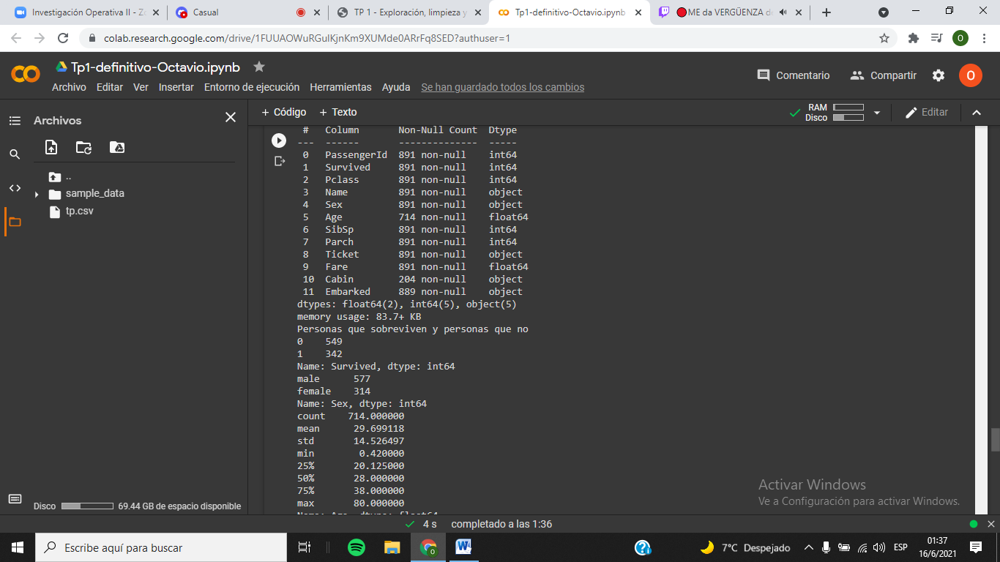 Investigación Operativa II - Zo
Casual
TP 1 - Exploración, limpieza y
Tp1-definitivo-Octavio.ipynb
ME da VERGÜENZA de
colab.research.google.com/drive/1FUUAOWuRGulKjnKm9XUMde0ARrFq8SED?authuser=1
O
Tp1-definitivo-Octavio.ipynb
Archivo Editar Ver Insertar Entorno de ejecución Herramientas Ayuda Se han guardado todos los cambios
Comentario Compartir O
Archivos
+ Código + Texto
RAM
Disco
Editar
..
sample_data
tp.csv
# Column Non-Null Count Dtype
--- ------ -------------- -----
0 PassengerId 891 non-null int64
1 Survived 891 non-null int64
2 Pclass 891 non-null int64
3 Name 891 non-null object
4 Sex 891 non-null object
5 Age 714 non-null float64
6 SibSp 891 non-null int64
7 Parch 891 non-null int64
8 Ticket 891 non-null object
9 Fare 891 non-null float64
10 Cabin 204 non-null object
11 Embarked 889 non-null object
dtypes: float64(2), int64(5), object(5)
memory usage: 83.7+ KB
Personas que sobreviven y personas que no
0 549
1 342
Name: Survived, dtype: int64
male 577
female 314
Name: Sex, dtype: int64
count 714.000000
mean 29.699118
std 14.526497
min 0.420000
25% 20.125000
50% 28.000000
75% 38.000000
max 80.000000
Name: Age, dtype: float64
Disco 69.44 GB de espacio disponible
Activar Windows
Ve a Configuración para activar Windows.
4 s completado a las 1:36
Escribe aquí para buscar
7°C Despejado
ESP
01:37
16/6/2021